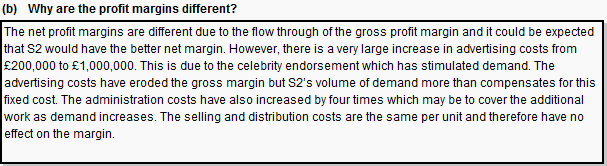 (b) Why are the profit margins different?
The net profit margins are different due to the flow through of the gross profit margin and it could be expected
that S2 would have the better net margin. However, there is a very large increase in advertising costs from
£200,000 to £1,000,000. This is due to the celebrity endorsement which has stimulated demand. The
advertising costs have eroded the gross margin but S2's volume of demand more than compensates for this
fixed cost. The administration costs have also increased by four times which may be to cover the additional
work as demand increases. The selling and distribution costs are the same per unit and therefore have no
effect on the margin.